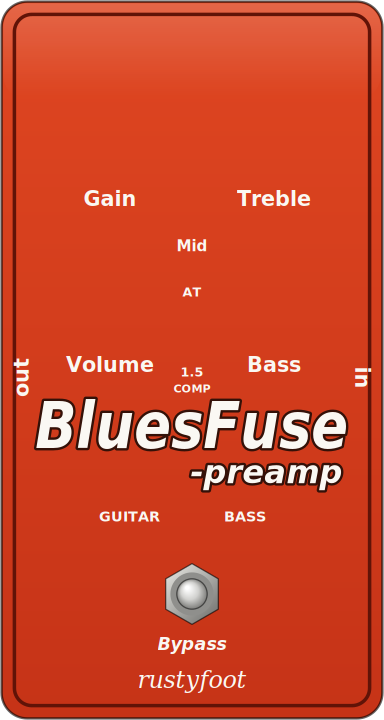 Gain Treble
Mid
AT
out
Volume
1.5
COMP
Bass
in
BluesFuse
-preamp
GUITAR BASS
Bypass
rustyfoot